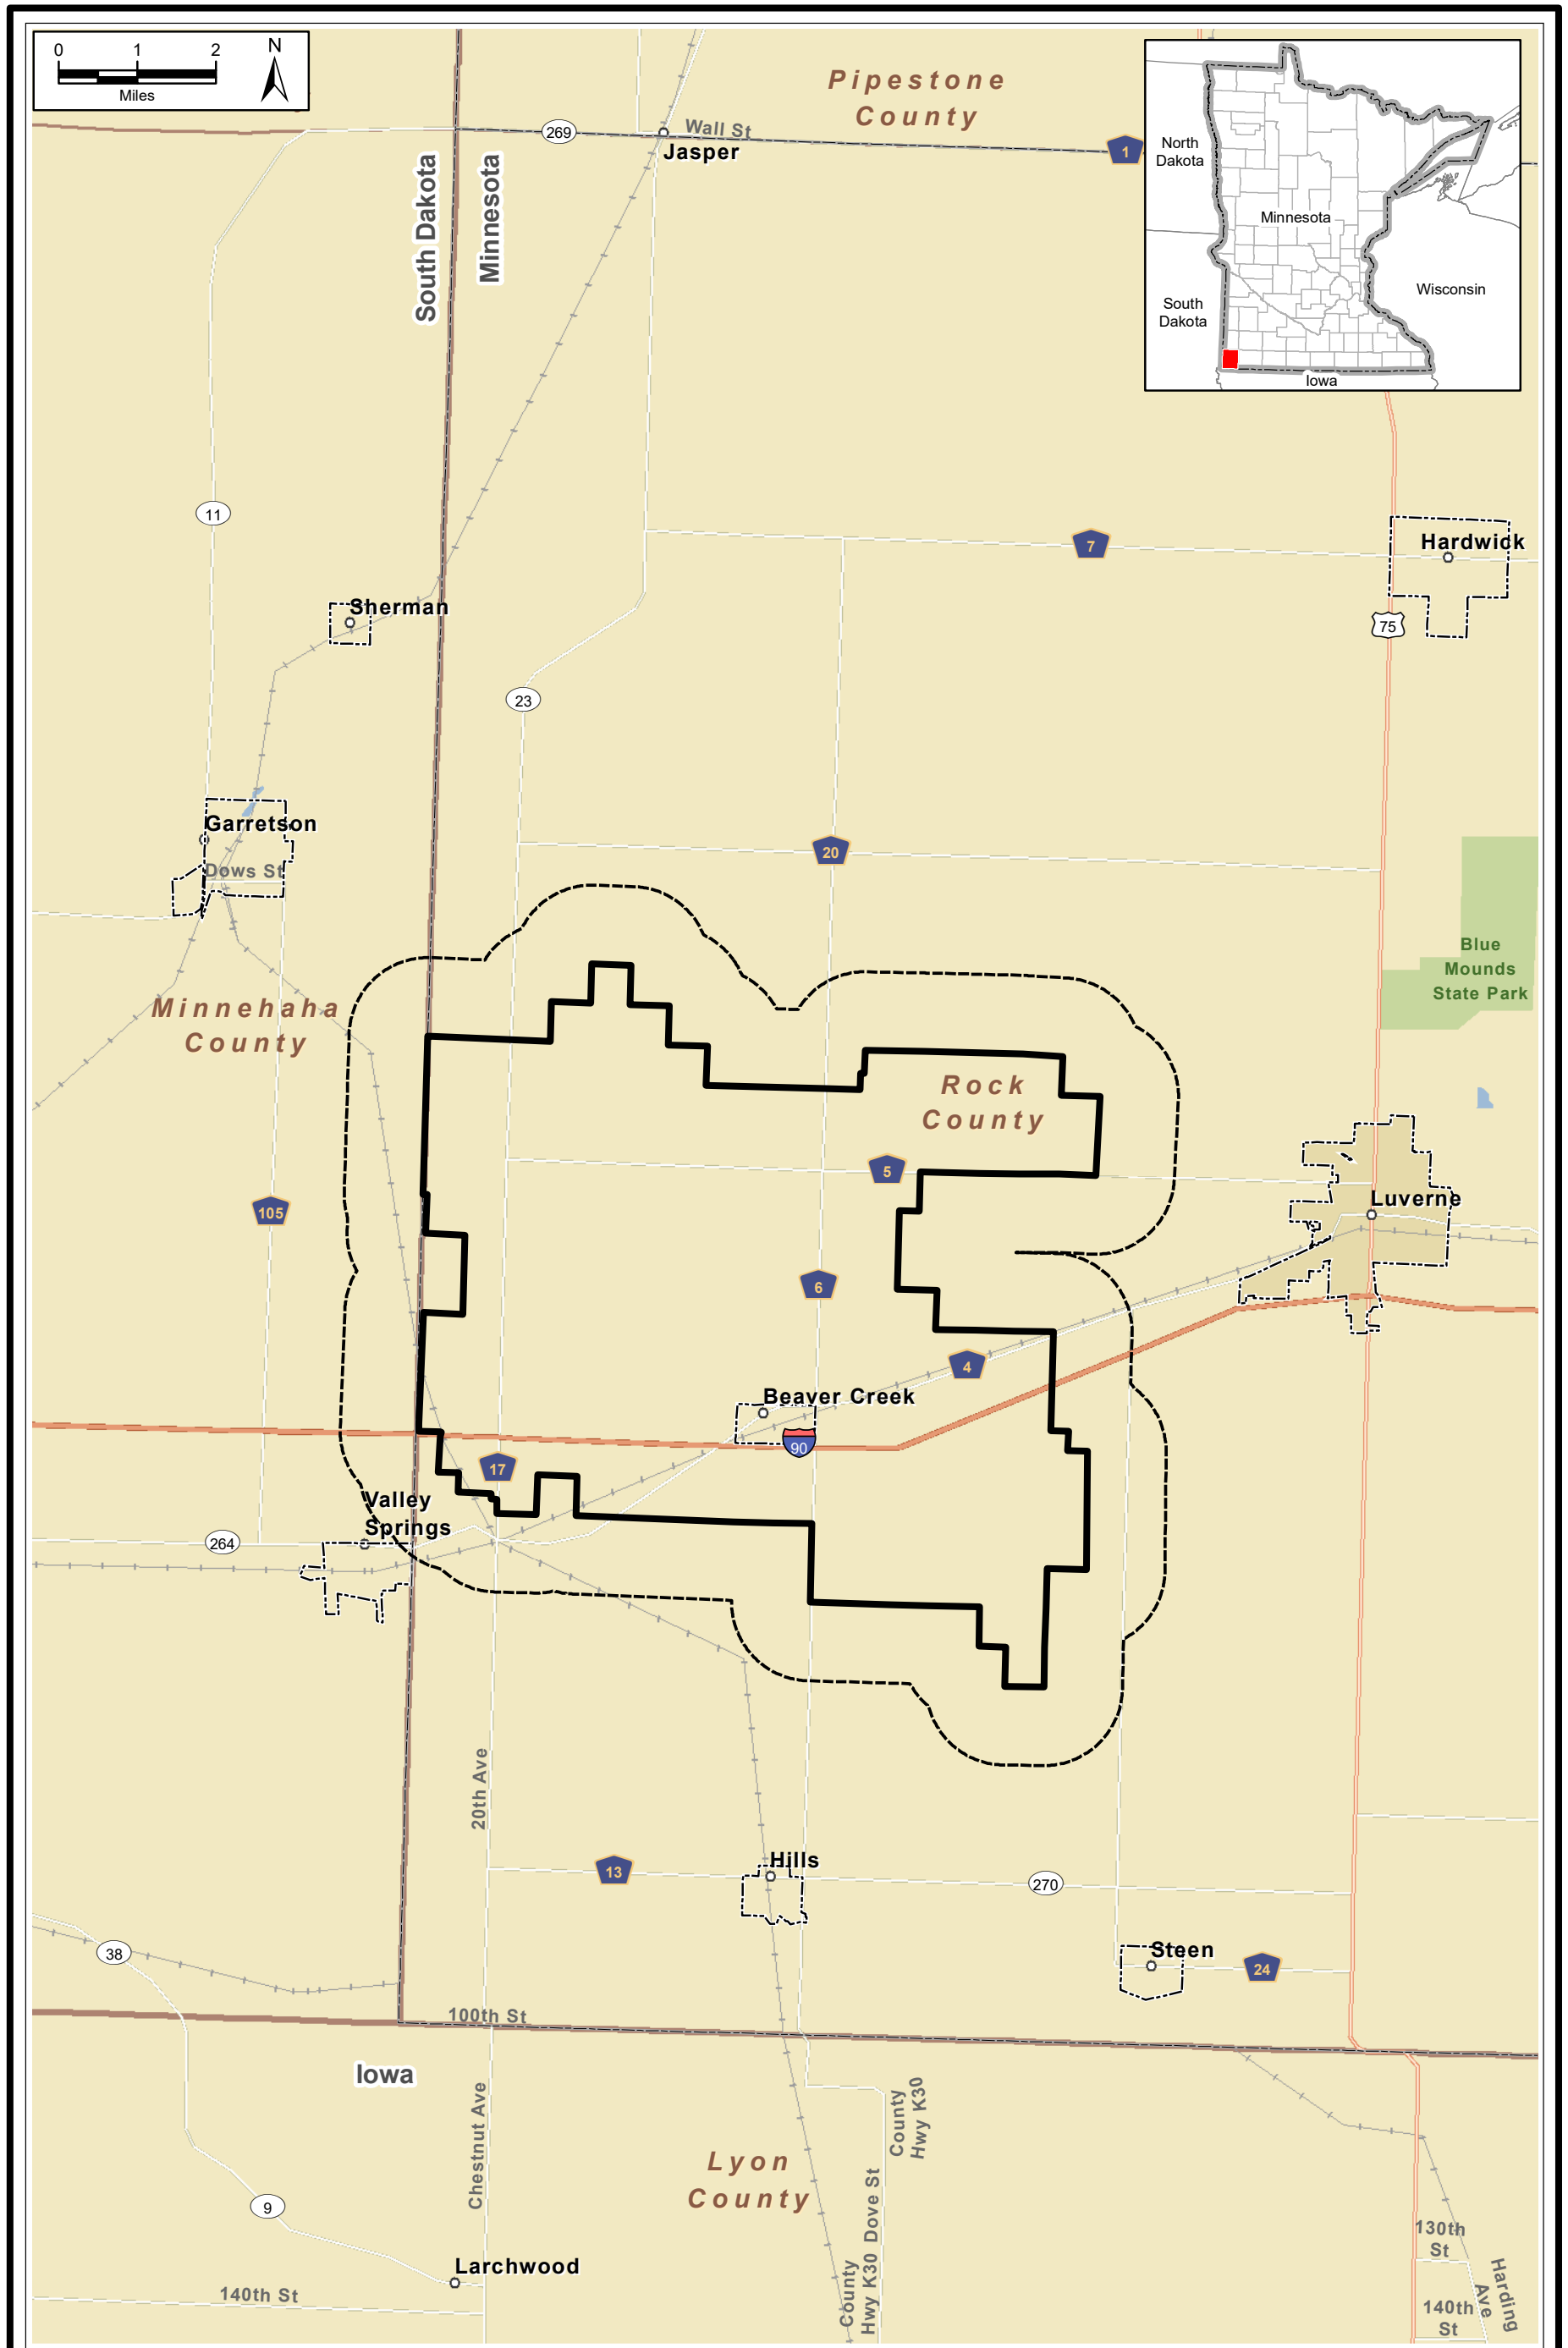 0 1 2
Miles
N
Pipestone
County
North
Dakota
Minnesota
Wisconsin
South
Dakota
Iowa
269
Wall St
Jasper
1
South Dakota
Minnesota
11
7
Hardwick
75
Sherman
23
Garretson
Dows St
20
Blue
Mounds
State Park
Minnehaha
County
Rock
County
5
105
Luverne
6
4
Beaver Creek
90
17
Valley
Springs
264
20th Ave
13
Hills
270
Steen
24
38
100th St
Iowa
Chestnut Ave
County
Hwy K30
Lyon
County
9
Dove St
County
Hwy K30
130th
St
Harding
Ave
Larchwood
140th St
140th
St